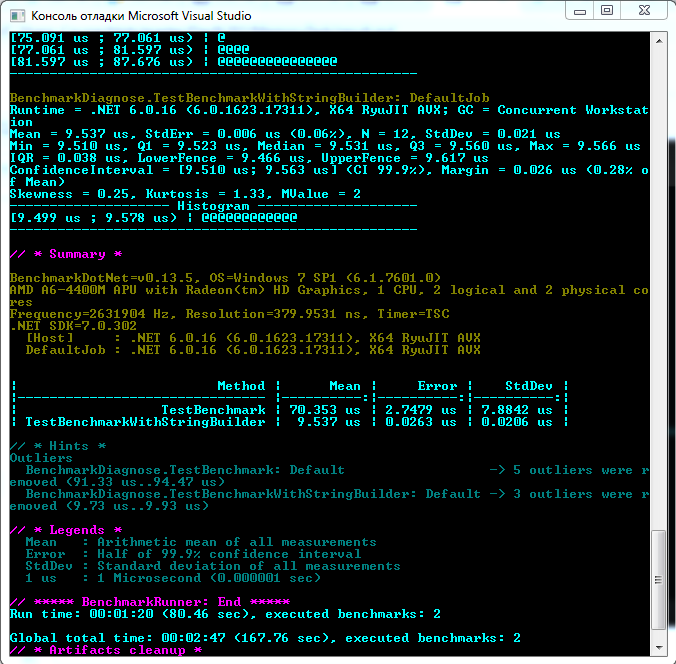 Консоль отладки Microsoft Visual Studio
[75.091 us ; 77.061 us) | @
[77.061 us ; 81.597 us) | @@@@
[81.597 us ; 87.676 us) | @@@@@@@@@@@@@@@
---------------------------------------------------
BenchmarkDiagnose.TestBenchmarkWithStringBuilder: DefaultJob
Runtime = .NET 6.0.16 (6.0.1623.17311), X64 RyuJIT AVX; GC = Concurrent Workstat
ion
Mean = 9.537 us, StdErr = 0.006 us (0.06%), N = 12, StdDev = 0.021 us
Min = 9.510 us, Q1 = 9.523 us, Median = 9.531 us, Q3 = 9.560 us, Max = 9.566 us
IQR = 0.038 us, LowerFence = 9.466 us, UpperFence = 9.617 us
ConfidenceInterval = [9.510 us; 9.563 us] (CI 99.9%), Margin = 0.026 us (0.28% o
f Mean)
Skewness = 0.25, Kurtosis = 1.33, MValue = 2
-------------------- Histogram --------------------
[9.499 us ; 9.578 us) | @@@@@@@@@@@@
---------------------------------------------------
// * Summary *
BenchmarkDotNet=v0.13.5, OS=Windows 7 SP1 (6.1.7601.0)
AMD A6-4400M APU with Radeon(tm) HD Graphics, 1 CPU, 2 logical and 2 physical co
res
Frequency=2631904 Hz, Resolution=379.9531 ns, Timer=TSC
.NET SDK=7.0.302
[Host]     : .NET 6.0.16 (6.0.1623.17311), X64 RyuJIT AVX
DefaultJob : .NET 6.0.16 (6.0.1623.17311), X64 RyuJIT AVX
|                         Method |      Mean |     Error |    StdDev |
|------------------------------- |----------:|----------:|----------:|
|                  TestBenchmark | 70.353 us | 2.7479 us | 7.8842 us |
| TestBenchmarkWithStringBuilder |  9.537 us | 0.0263 us | 0.0206 us |
// * Hints *
Outliers
BenchmarkDiagnose.TestBenchmark: Default                  -> 5 outliers were r
emoved (91.33 us..94.47 us)
BenchmarkDiagnose.TestBenchmarkWithStringBuilder: Default -> 3 outliers were r
emoved (9.73 us..9.93 us)
// * Legends *
Mean   : Arithmetic mean of all measurements
Error  : Half of 99.9% confidence interval
StdDev : Standard deviation of all measurements
1 us   : 1 Microsecond (0.000001 sec)
// ***** BenchmarkRunner: End *****
Run time: 00:01:20 (80.46 sec), executed benchmarks: 2
Global total time: 00:02:47 (167.76 sec), executed benchmarks: 2
// * Artifacts cleanup *